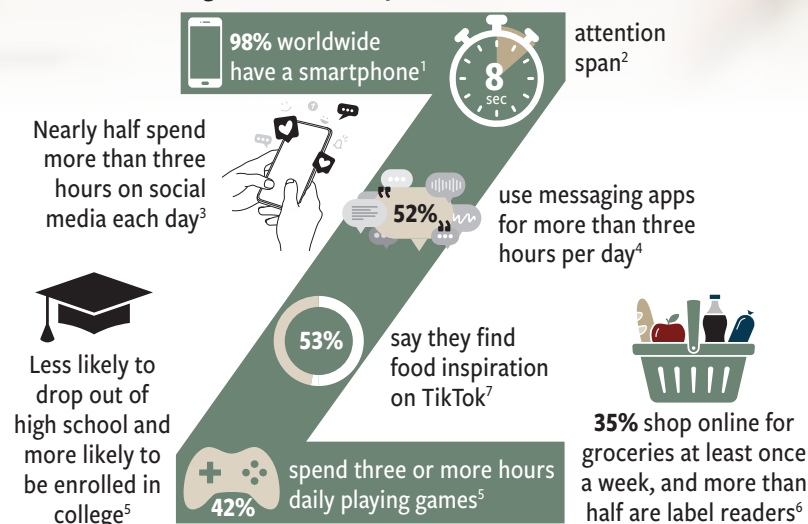 98% worldwide
have a smartphone1
8
sec
attention
span2
Nearly half spend
more than three
hours on social
media each day3
52%
use messaging apps
for more than three
hours per day4
53%
say they find
food inspiration
on TikTok7
Less likely to
drop out of
high school and
more likely to
be enrolled in
college5
35% shop online for
groceries at least once
a week, and more than
half are label readers6
42%
spend three or more hours
daily playing games5